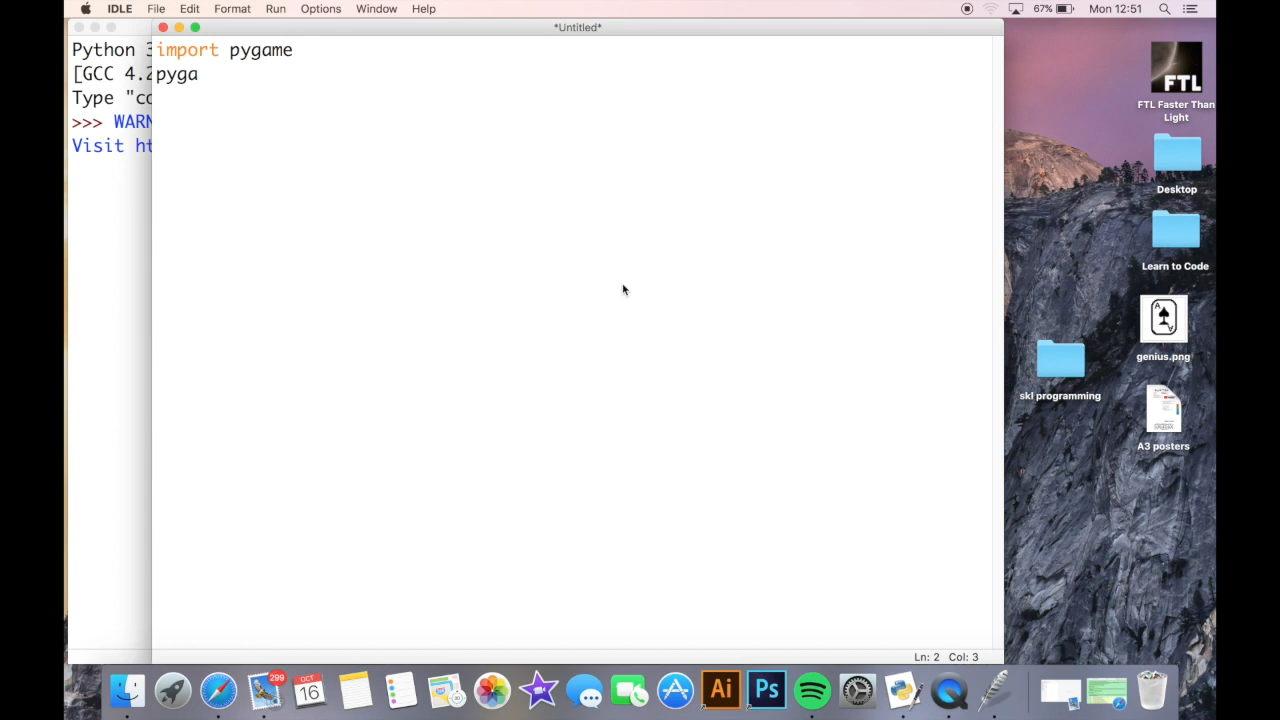 IDLE File Edit Format Run Options Window Help
67% Mon 12:51
*Untitled*
Python 3
[GCC 4.2
Type "co
>>> WARN
Visit ht
import pygame
pyga
Ln: 2 Col: 3
FTL
FTL Faster Than
Light
Desktop
Learn to Code
A
A
genius.png
skl programming
A3 posters
299
OCT
16
Ai
Ps